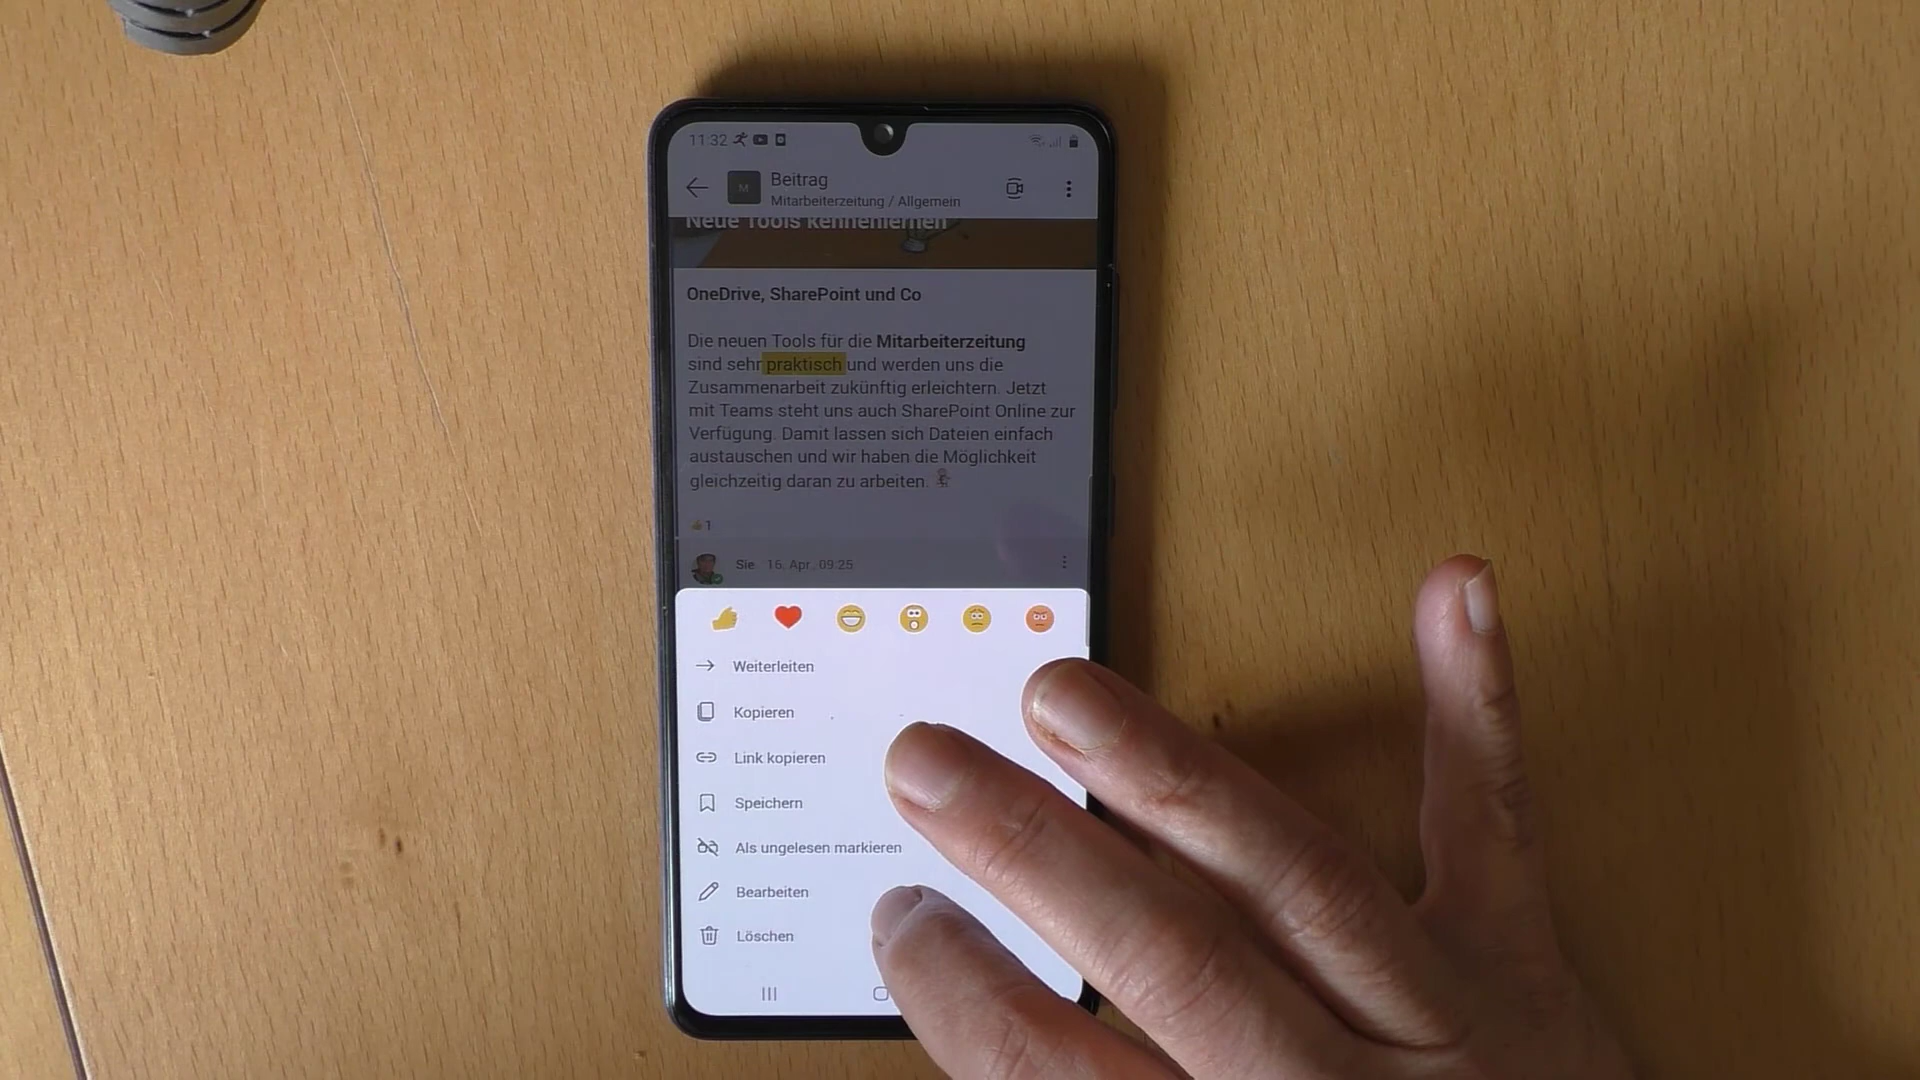 11:32
M
Beitrag
Mitarbeiterzeitung / Allgemein
Neue Tools kennenlernen
OneDrive, SharePoint und Co
Die neuen Tools für die Mitarbeiterzeitung
sind sehr praktisch und werden uns die
Zusammenarbeit zukünftig erleichtern. Jetzt
mit Teams steht uns auch SharePoint Online zur
Verfügung. Damit lassen sich Dateien einfach
austauschen und wir haben die Möglichkeit
gleichzeitig daran zu arbeiten.
1
Sie 16. Apr. 09:25
Weiterleiten
Kopieren
Link kopieren
Speichern
Als ungelesen markieren
Bearbeiten
Löschen